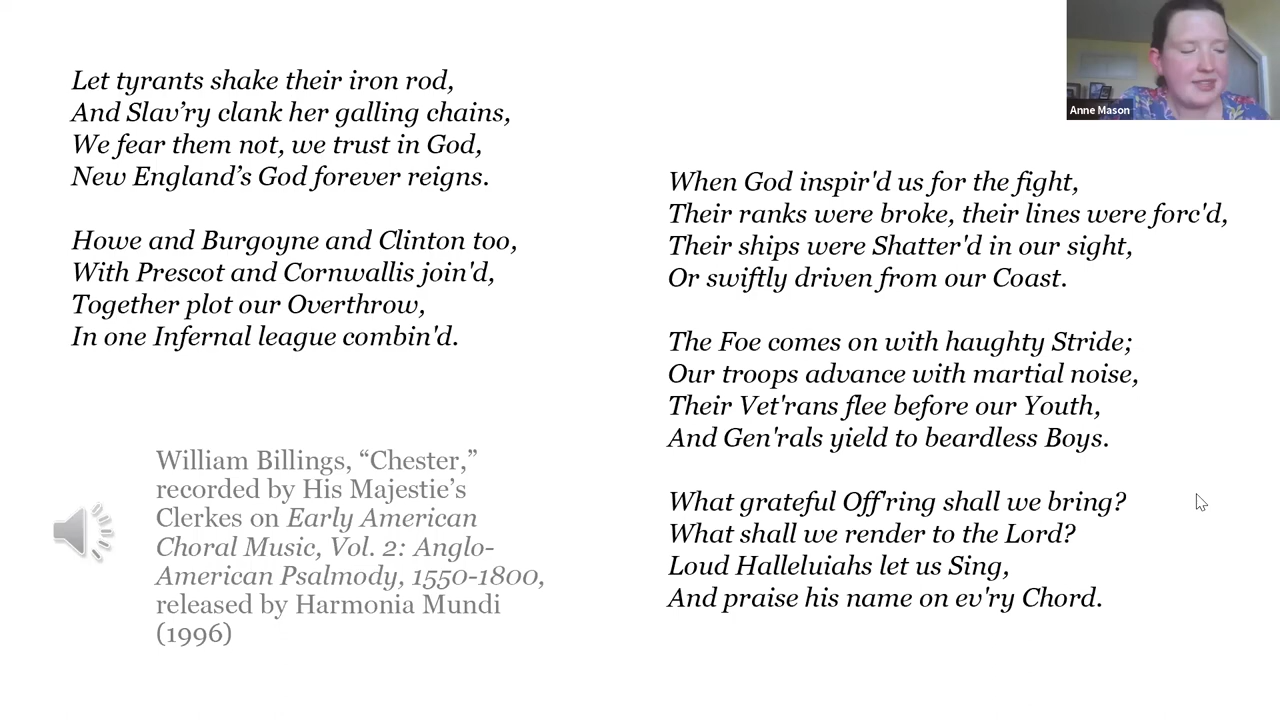 Let tyrants shake their iron rod,
And Slav’ry clank her galling chains,
We fear them not, we trust in God,
New England’s God forever reigns.
Howe and Burgoyne and Clinton too,
With Prescot and Cornwallis join'd,
Together plot our Overthrow,
In one Infernal league combin'd.
William Billings, “Chester,”
recorded by His Majestie’s
Clerkes on Early American
Choral Music, Vol. 2: Anglo-
American Psalmody, 1550-1800,
released by Harmonia Mundi
(1996)
When God inspir'd us for the fight,
Their ranks were broke, their lines were forc'd,
Their ships were Shatter'd in our sight,
Or swiftly driven from our Coast.
The Foe comes on with haughty Stride;
Our troops advance with martial noise,
Their Vet'rans flee before our Youth,
And Gen'rals yield to beardless Boys.
What grateful Off'ring shall we bring?
What shall we render to the Lord?
Loud Halleluiahs let us Sing,
And praise his name on ev'ry Chord.
Anne Mason